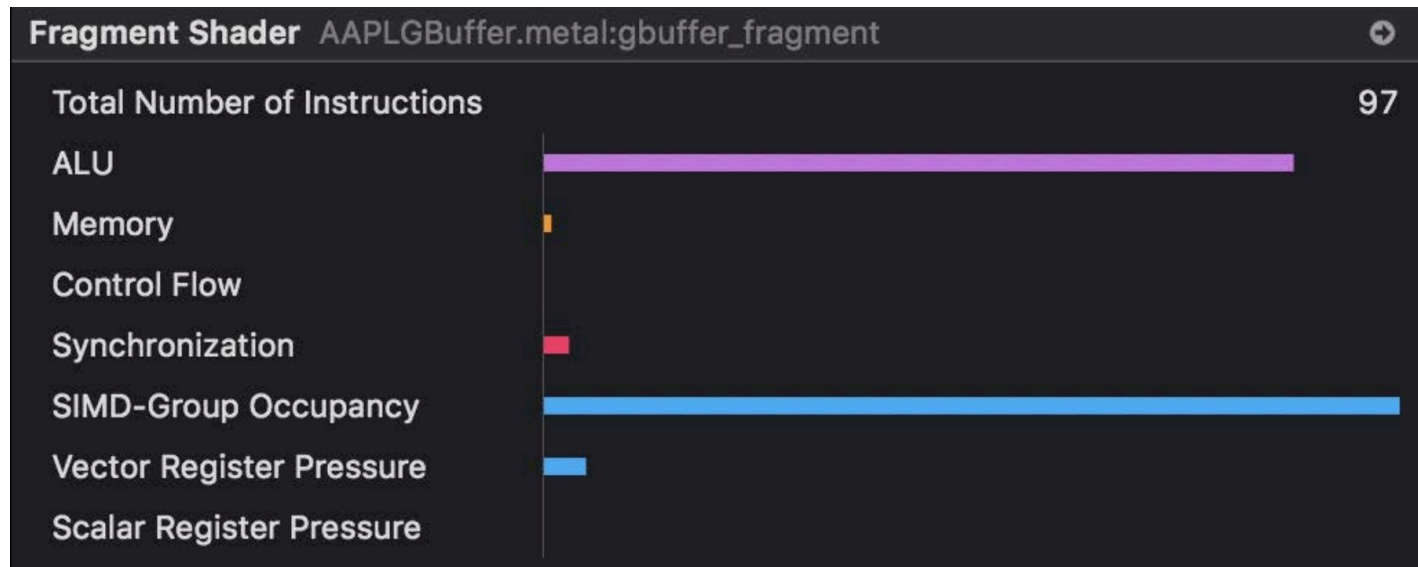 Fragment Shader AAPLGBuffer.metal:gbuffer_fragment
Total Number of Instructions 97
ALU
Memory
Control Flow
Synchronization
SIMD-Group Occupancy
Vector Register Pressure
Scalar Register Pressure